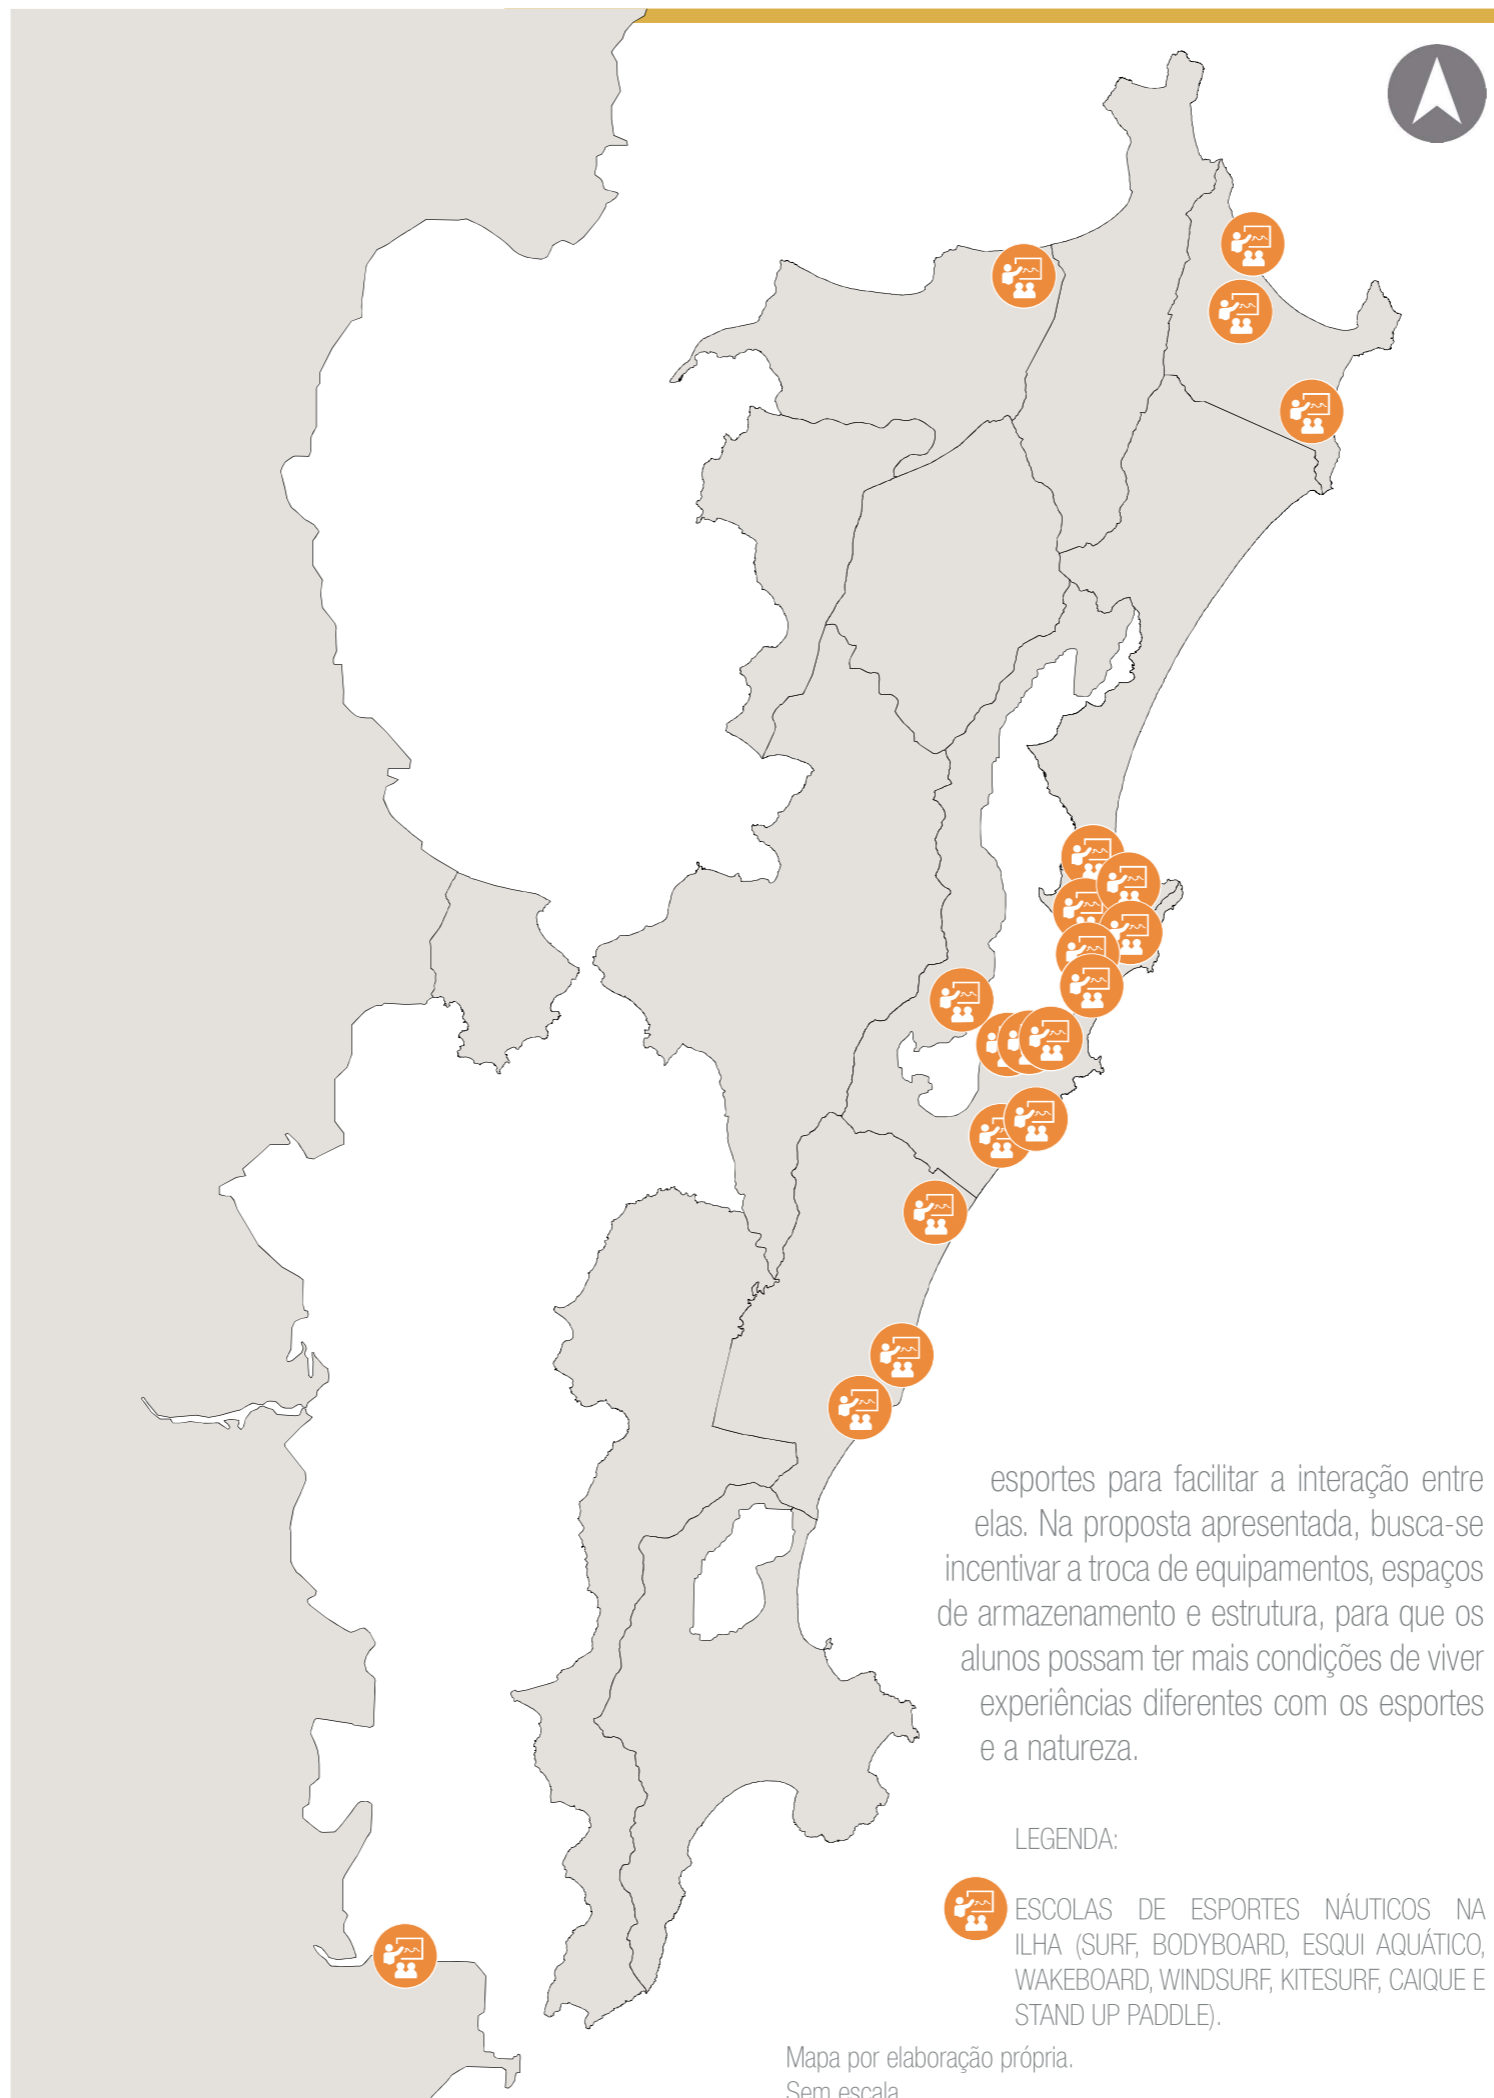 esportes para facilitar a interação entre
elas. Na proposta apresentada, busca-se
incentivar a troca de equipamentos, espaços
de armazenamento e estrutura, para que os
alunos possam ter mais condições de viver
experiências diferentes com os esportes
e a natureza.
LEGENDA:
ESCOLAS DE ESPORTES NÁUTICOS NA
ILHA (SURF, BODYBOARD, ESQUI AQUÁTICO,
WAKEBOARD, WINDSURF, KITESURF, CAIQUE E
STAND UP PADDLE).
Mapa por elaboração própria.
Sem escala